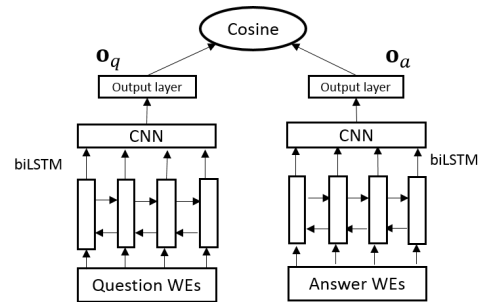 Cosine
o_q
o_a
Output layer
Output layer
CNN
CNN
biLSTM
biLSTM
Question WEs
Answer WEs